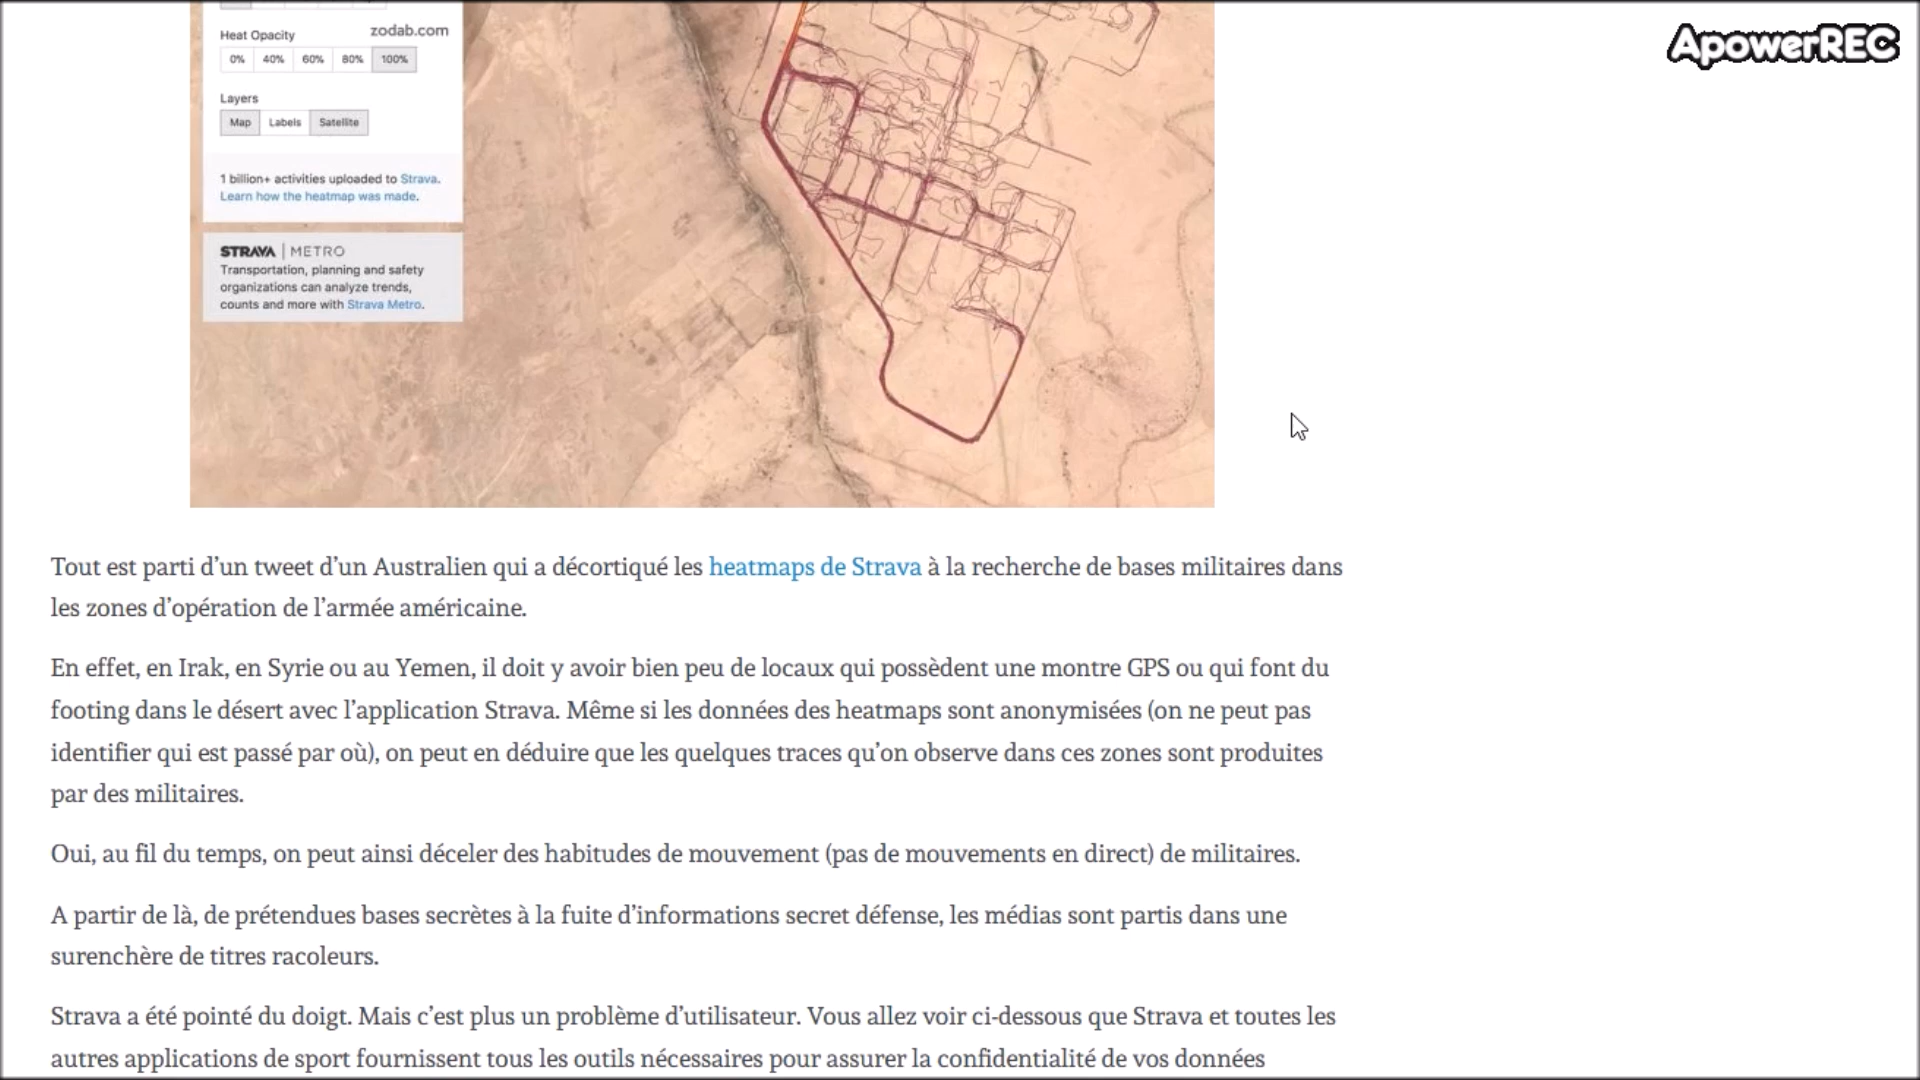 ApowerREC
Heat Opacity
zodab.com
0% 40% 60% 80% 100%
Layers
Map Labels Satellite
1 billion+ activities uploaded to Strava.
Learn how the heatmap was made.
STRAVA | METRO
Transportation, planning and safety
organizations can analyze trends,
counts and more with Strava Metro.
Tout est parti d’un tweet d’un Australien qui a décortiqué les heatmaps de Strava à la recherche de bases militaires dans
les zones d’opération de l’armée américaine.
En effet, en Irak, en Syrie ou au Yemen, il doit y avoir bien peu de locaux qui possèdent une montre GPS ou qui font du
footing dans le désert avec l’application Strava. Même si les données des heatmaps sont anonymisées (on ne peut pas
identifier qui est passé par où), on peut en déduire que les quelques traces qu’on observe dans ces zones sont produites
par des militaires.
Oui, au fil du temps, on peut ainsi déceler des habitudes de mouvement (pas de mouvements en direct) de militaires.
A partir de là, de prétendues bases secrètes à la fuite d’informations secret défense, les médias sont partis dans une
surenchère de titres racoleurs.
Strava a été pointé du doigt. Mais c’est plus un problème d’utilisateur. Vous allez voir ci-dessous que Strava et toutes les
autres applications de sport fournissent tous les outils nécessaires pour assurer la confidentialité de vos données